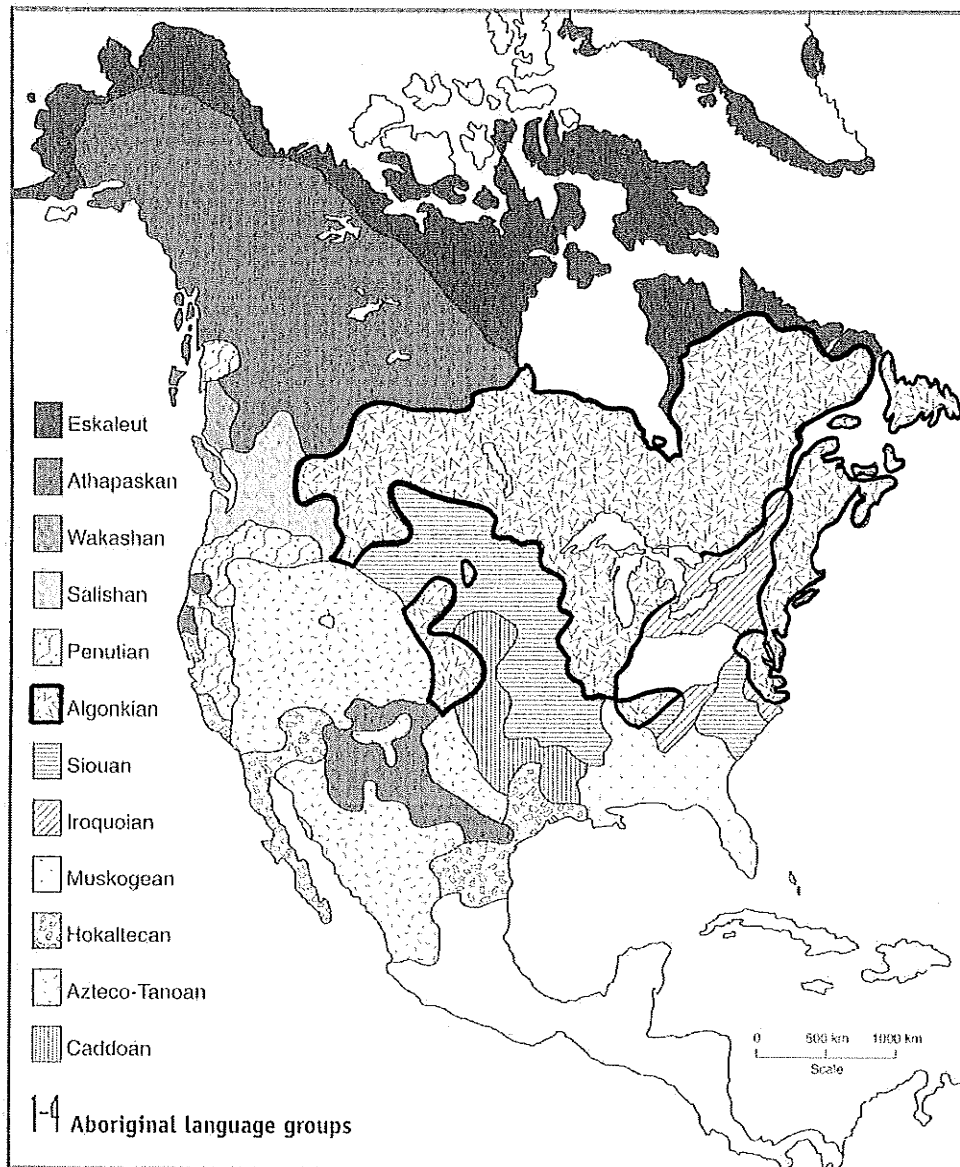 Eskaleut
Athapaskan
Wakashan
Salishan
Penutian
Algonkian
Siouan
Iroquoian
Muskogean
Hokaltecan
Azteco-Tanoan
Caddoan
0 500 km 1000 km
Scale
1-4 Aboriginal language groups